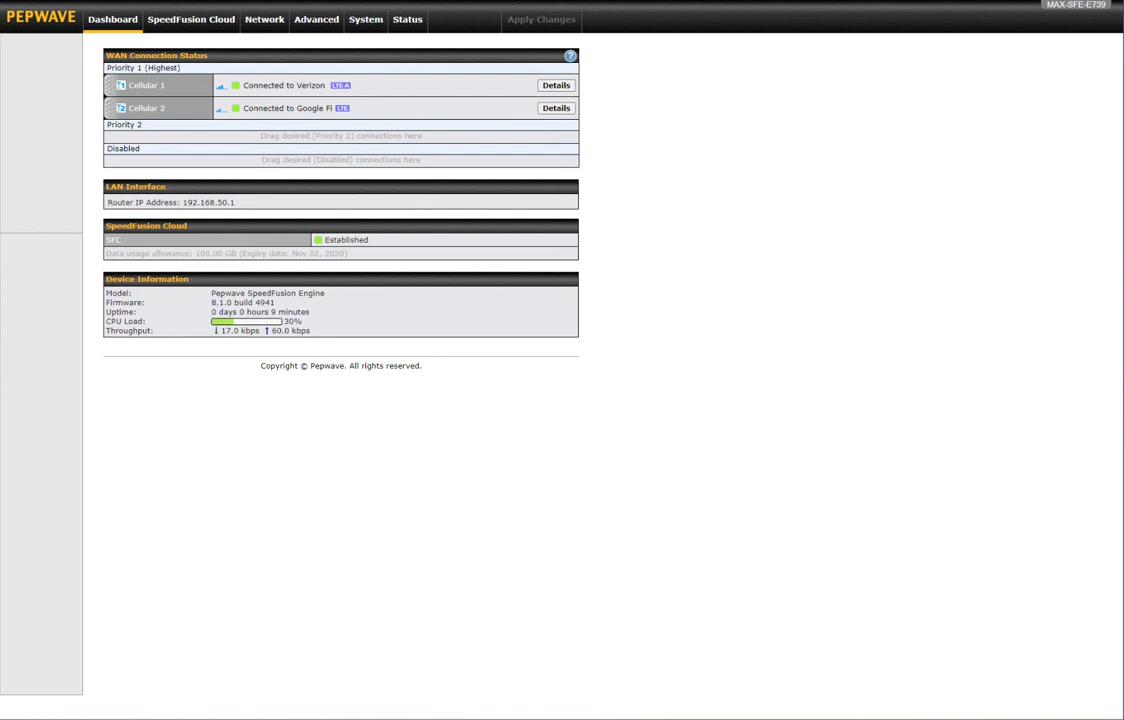 MAX-SFE-E739
PEPWAVE Dashboard SpeedFusion Cloud Network Advanced System Status Apply Changes
WAN Connection Status ?
Priority 1 (Highest)
1 Cellular 1 Connected to Verizon LTE-A Details
2 Cellular 2 Connected to Google Fi LTE Details
Priority 2
Drag desired (Priority 2) connections here
Disabled
Drag desired (Disabled) connections here
LAN Interface
Router IP Address: 192.168.50.1
SpeedFusion Cloud
SFC Established
Data usage allowance: 100.00 GB (Expiry date: Nov 02, 2020)
Device Information
Model: Pepwave SpeedFusion Engine
Firmware: 8.1.0 build 4941
Uptime: 0 days 0 hours 9 minutes
CPU Load: 30%
Throughput: ↓ 17.0 kbps ↑ 60.0 kbps
Copyright © Pepwave. All rights reserved.